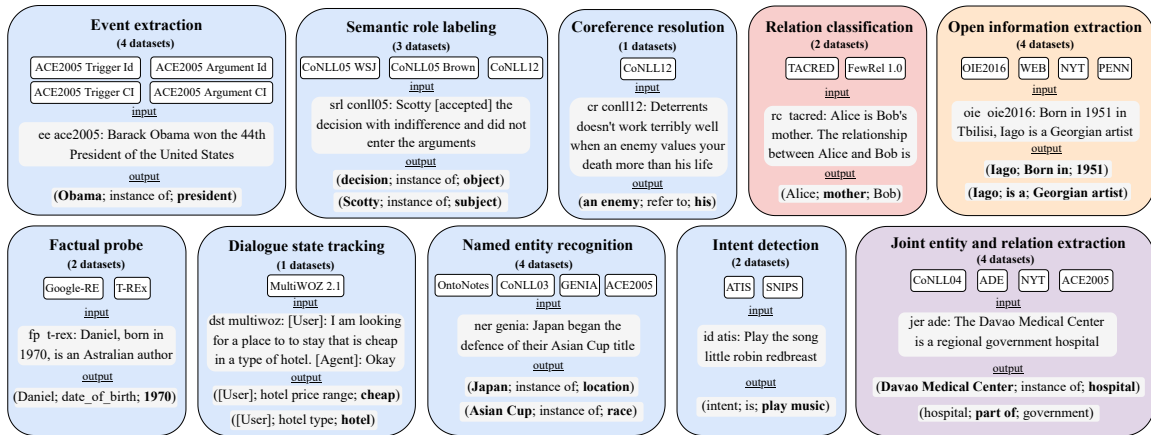 Event extraction
(4 datasets)
ACE2005 Trigger Id
ACE2005 Argument Id
ACE2005 Trigger CI
ACE2005 Argument CI
input
ee ace2005: Barack Obama won the 44th
President of the United States
output
(Obama; instance of; president)
Semantic role labeling
(3 datasets)
CoNLL05 WSJ
CoNLL05 Brown
CoNLL12
input
srl conll05: Scotty [accepted] the
decision with indifference and did not
enter the arguments
output
(decision; instance of; object)
(Scotty; instance of; subject)
Coreference resolution
(1 datasets)
CoNLL12
input
cr conll12: Deterrents
doesn't work terribly well
when an enemy values your
death more than his life
output
(an enemy; refer to; his)
Relation classification
(2 datasets)
TACRED
FewRel 1.0
input
rc tacred: Alice is Bob's
mother. The relationship
between Alice and Bob is
output
(Alice; mother; Bob)
Open information extraction
(4 datasets)
OIE2016
WEB
NYT
PENN
input
oie oie2016: Born in 1951 in
Tbilisi, Iago is a Georgian artist
output
(Iago; Born in; 1951)
(Iago; is a; Georgian artist)
Factual probe
(2 datasets)
Google-RE
T-REx
input
fp t-rex: Daniel, born in
1970, is an Astralian author
output
(Daniel; date_of_birth; 1970)
Dialogue state tracking
(1 datasets)
MultiWOZ 2.1
input
dst multiwoz: [User]: I am looking
for a place to to stay that is cheap
in a type of hotel. [Agent]: Okay
output
([User]; hotel price range; cheap)
([User]; hotel type; hotel)
Named entity recognition
(4 datasets)
OntoNotes
CoNLL03
GENIA
ACE2005
input
ner genia: Japan began the
defence of their Asian Cup title
output
(Japan; instance of; location)
(Asian Cup; instance of; race)
Intent detection
(2 datasets)
ATIS
SNIPS
input
id atis: Play the song
little robin redbreast
output
(intent; is; play music)
Joint entity and relation extraction
(4 datasets)
CoNLL04
ADE
NYT
ACE2005
input
jer ade: The Davao Medical Center
is a regional government hospital
output
(Davao Medical Center; instance of; hospital)
(hospital; part of; government)